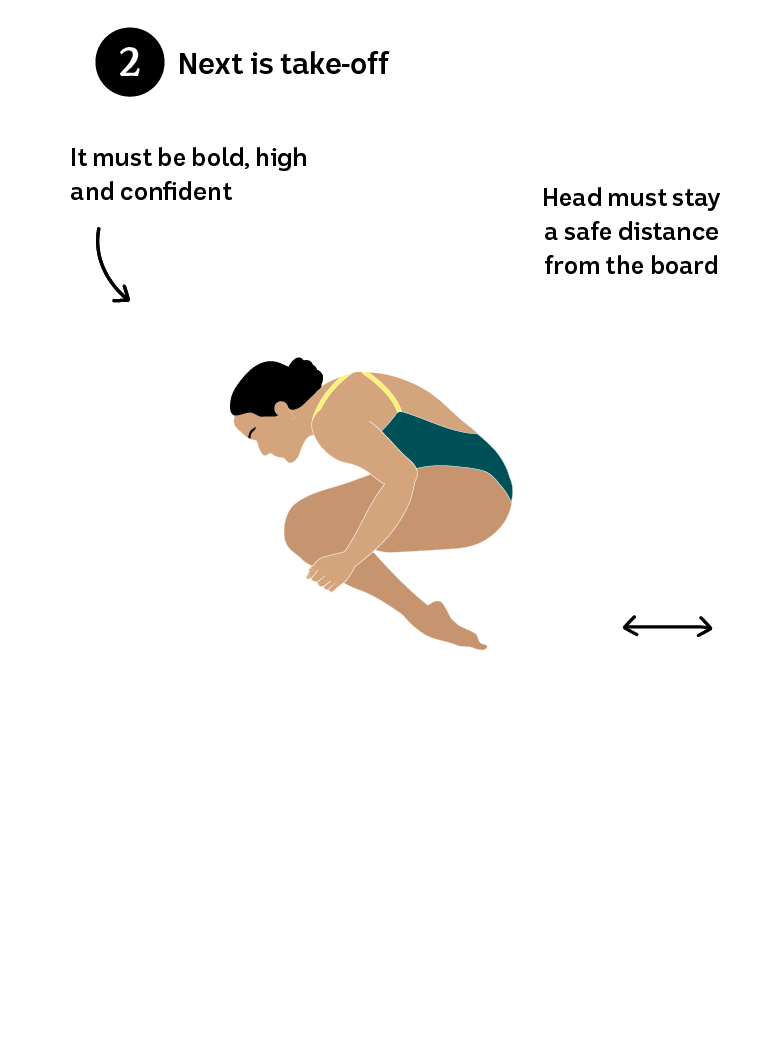 2 Next is take-off
It must be bold, high
and confident
Head must stay
a safe distance
from the board